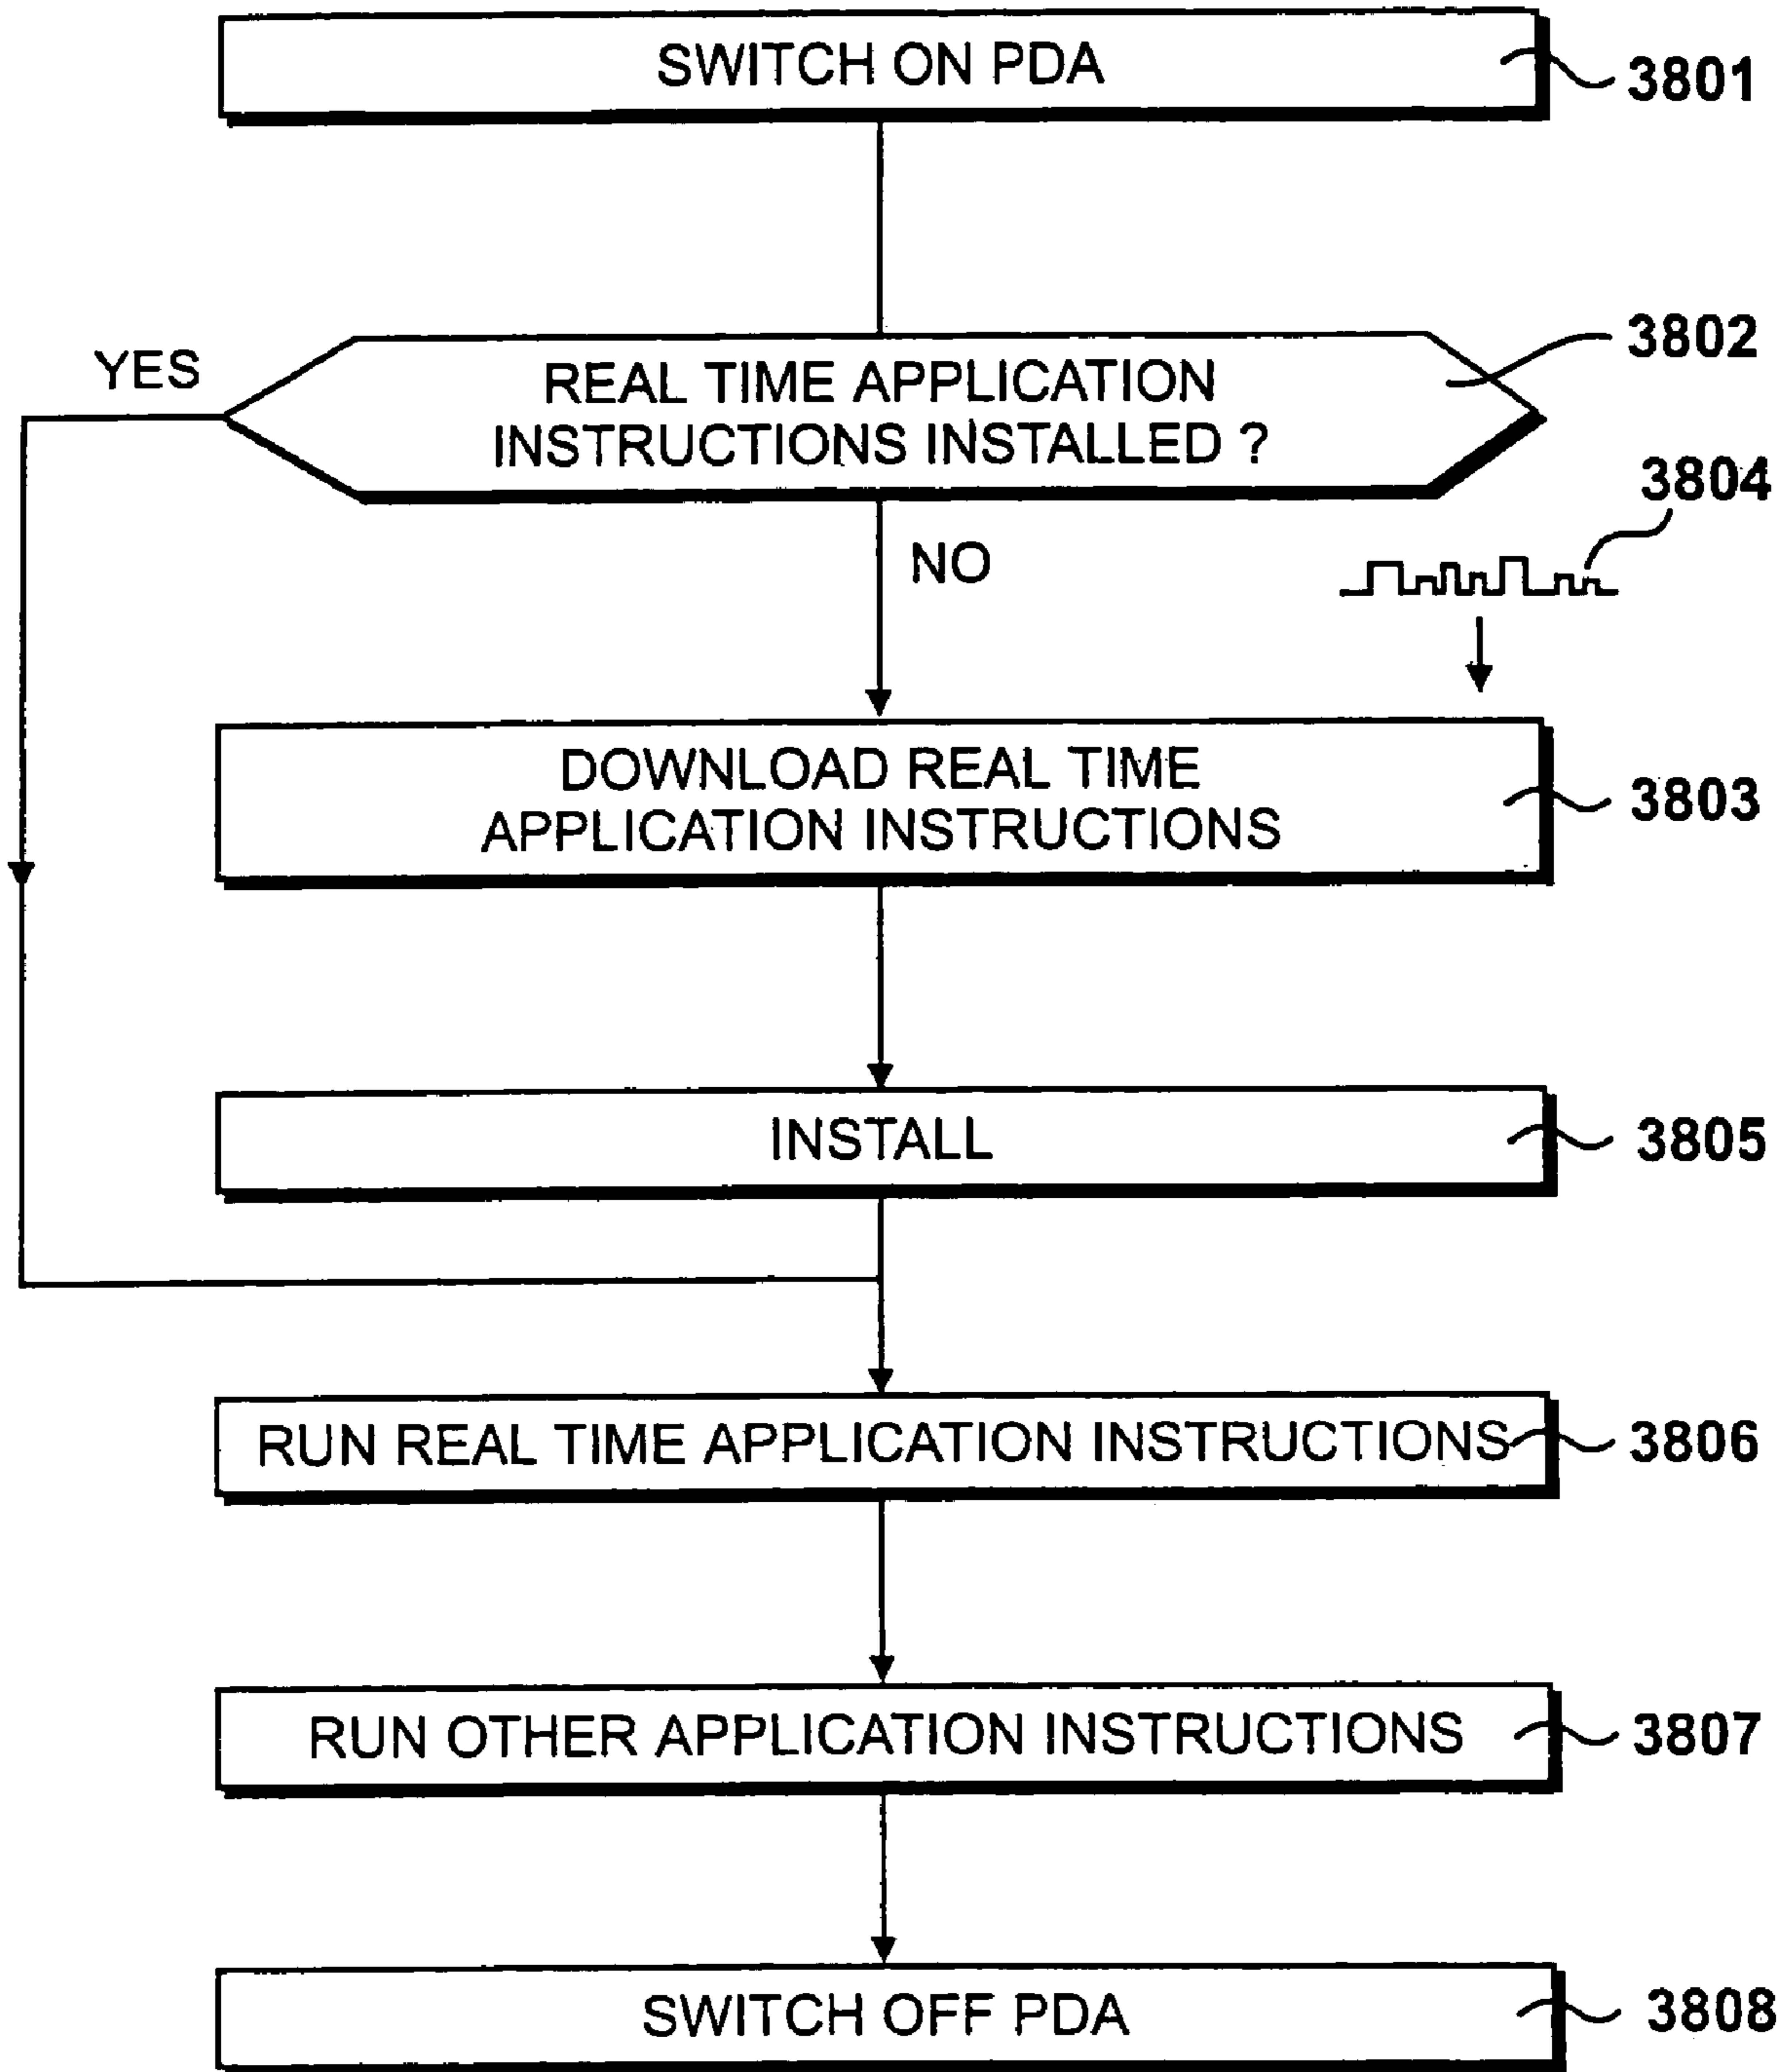 SWITCH ON PDA
3801
YES
REAL TIME APPLICATION
INSTRUCTIONS INSTALLED ?
3802
3804
NO
DOWNLOAD REAL TIME
APPLICATION INSTRUCTIONS
3803
INSTALL
3805
RUN REAL TIME APPLICATION INSTRUCTIONS
3806
RUN OTHER APPLICATION INSTRUCTIONS
3807
SWITCH OFF PDA
3808